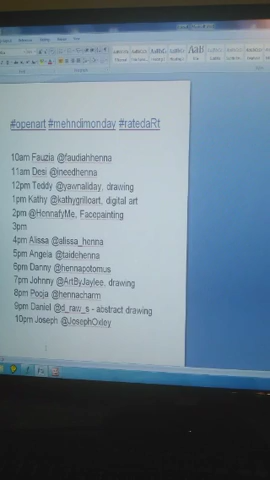 #openart #mehndimonday #ratedaRt
10am Fauzia @faudiahhenna
11am Desi @ineedhenna
12pm Teddy @yawnallday, drawing
1pm Kathy @kathygrillcart, digital art
2pm @HennafyMe, Facepainting
3pm
4pm Alissa @alissa_henna
5pm Angela @taidehenna
6pm Danny @hennapotomus
7pm Johnny @ArtByJaylee, drawing
8pm Pooja @hennacharm
9pm Daniel @d_raw_s - abstract drawing
10pm Joseph @JosephOxley